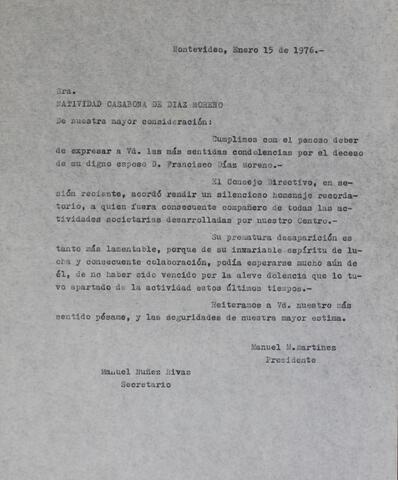 Montevideo, Enero 15 de 1976.-
Sra.
NATIVIDAD CASABONA DE DIAZ MORENO
De nuestra mayor consideración:
Cumplimos con el penoso deber
de expresar a Vd. las más sentidas condolencias por el deceso
de su digno esposo D. Francisco Díaz Moreno.
El Consejo Directivo, en se-
sión reciente, acordó rendir un silencioso homenaje recorda-
torio, a quien fuera consecuente compañero de todas las ac-
tividades societarias desarrolladas por nuestro Centro.
Su prematura desaparición es
tanto más lamentable, porque de su invariable espíritu de lu-
cha y consecuente colaboración, podía esperarse mucho aún de
él, de no haber sido vencido por la aleve dolencia que lo tu-
vo apartado de la actividad estos últimos tiempos.-
Reiteramos a Vd. nuestro más
sentido pésame, y las seguridades de nuestra mayor estima.
Manuel M.martínez
Presidente
Manuel Nuñez Rivas
Secretario